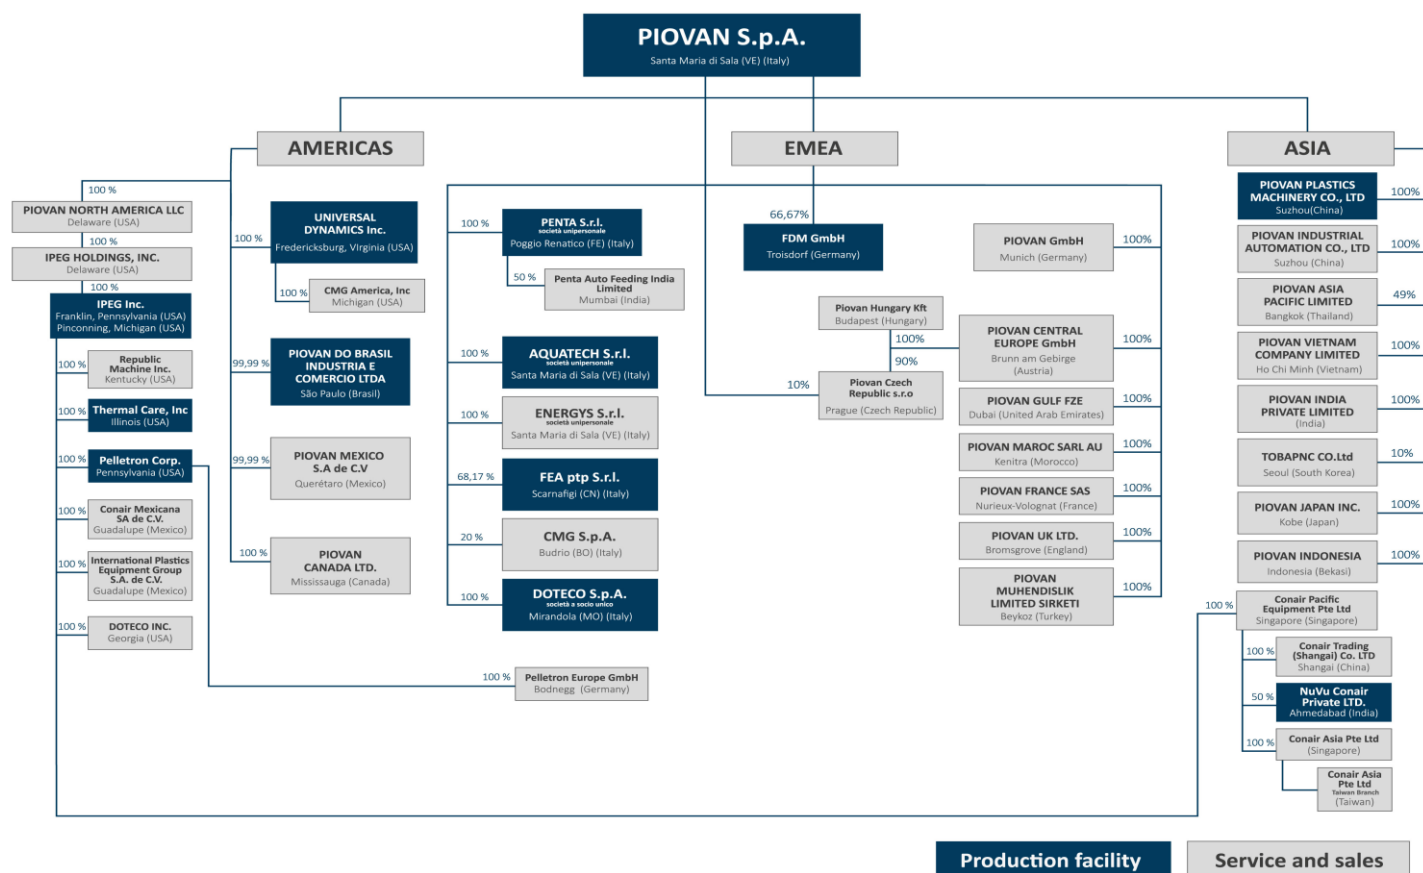 PIOVAN S.p.A.
Santa Maria di Sala (VE) (Italy)
AMERICAS
EMEA
ASIA
100 %
PIOVAN NORTH AMERICA LLC
Delaware (USA)
100 %
IPEG HOLDINGS, INC.
Delaware (USA)
100 %
IPEG Inc.
Franklin, Pennsylvania (USA)
Pinconning, Michigan (USA)
100 %
Republic
Machine Inc.
Kentucky (USA)
100 %
Thermal Care, Inc
Illinois (USA)
100 %
Pelletron Corp.
Pennsylvania (USA)
100 %
Conair Mexicana
SA de C.V.
Guadalupe (Mexico)
100 %
International Plastics
Equipment Group
S.A. de C.V.
Guadalupe (Mexico)
100 %
DOTECO INC.
Georgia (USA)
100 %
UNIVERSAL
DYNAMICS Inc.
Fredericksburg, VIrginia (USA)
100 %
CMG America, Inc
Michigan (USA)
99,99 %
PIOVAN DO BRASIL
INDUSTRIA E
COMERCIO LTDA
São Paulo (Brasil)
99,99 %
PIOVAN MEXICO
S.A de C.V
Querétaro (Mexico)
100 %
PIOVAN
CANADA LTD.
Mississauga (Canada)
100 %
PENTA S.r.l.
società unipersonale
Poggio Renatico (FE) (Italy)
50 %
Penta Auto Feeding India
Limited
Mumbai (India)
100 %
AQUATECH S.r.l.
società unipersonale
Santa Maria di Sala (VE) (Italy)
100 %
ENERGYS S.r.l.
società unipersonale
Santa Maria di Sala (VE) (Italy)
68,17 %
FEA ptp S.r.l.
Scarnafigi (CN) (Italy)
20 %
CMG S.p.A.
Budrio (BO) (Italy)
100 %
DOTECO S.p.A.
società a socio unico
Mirandola (MO) (Italy)
100 %
Pelletron Europe GmbH
Bodnegg (Germany)
66,67%
FDM GmbH
Troisdorf (Germany)
Piovan Hungary Kft
Budapest (Hungary)
100%
90%
10%
Piovan Czech
Republic s.r.o
Prague (Czech Republic)
PIOVAN GmbH
Munich (Germany)
100%
PIOVAN CENTRAL
EUROPE GmbH
Brunn am Gebirge
(Austria)
100%
PIOVAN GULF FZE
Dubai (United Arab Emirates)
100%
PIOVAN MAROC SARL AU
Kenitra (Morocco)
100%
PIOVAN FRANCE SAS
Nurieux-Volognat (France)
100%
PIOVAN UK LTD.
Bromsgrove (England)
100%
PIOVAN
MUHENDISLIK
LIMITED SIRKETI
Beykoz (Turkey)
100%
PIOVAN PLASTICS
MACHINERY CO., LTD
Suzhou(China)
100%
PIOVAN INDUSTRIAL
AUTOMATION CO., LTD
Suzhou (China)
100%
PIOVAN ASIA
PACIFIC LIMITED
Bangkok (Thailand)
49%
PIOVAN VIETNAM
COMPANY LIMITED
Ho Chi Minh (Vietnam)
100%
PIOVAN INDIA
PRIVATE LIMITED
(India)
100%
TOBAPNC CO.Ltd
Seoul (South Korea)
10%
PIOVAN JAPAN INC.
Kobe (Japan)
100%
PIOVAN INDONESIA
Indonesia (Bekasi)
100%
100 %
Conair Pacific
Equipment Pte Ltd
Singapore (Singapore)
100 %
Conair Trading
(Shangai) Co. LTD
Shangai (China)
50 %
NuVu Conair
Private LTD.
Ahmedabad (India)
100 %
Conair Asia Pte Ltd
(Singapore)
Conair Asia
Pte Ltd
Taiwan Branch
(Taiwan)
Production facility
Service and sales